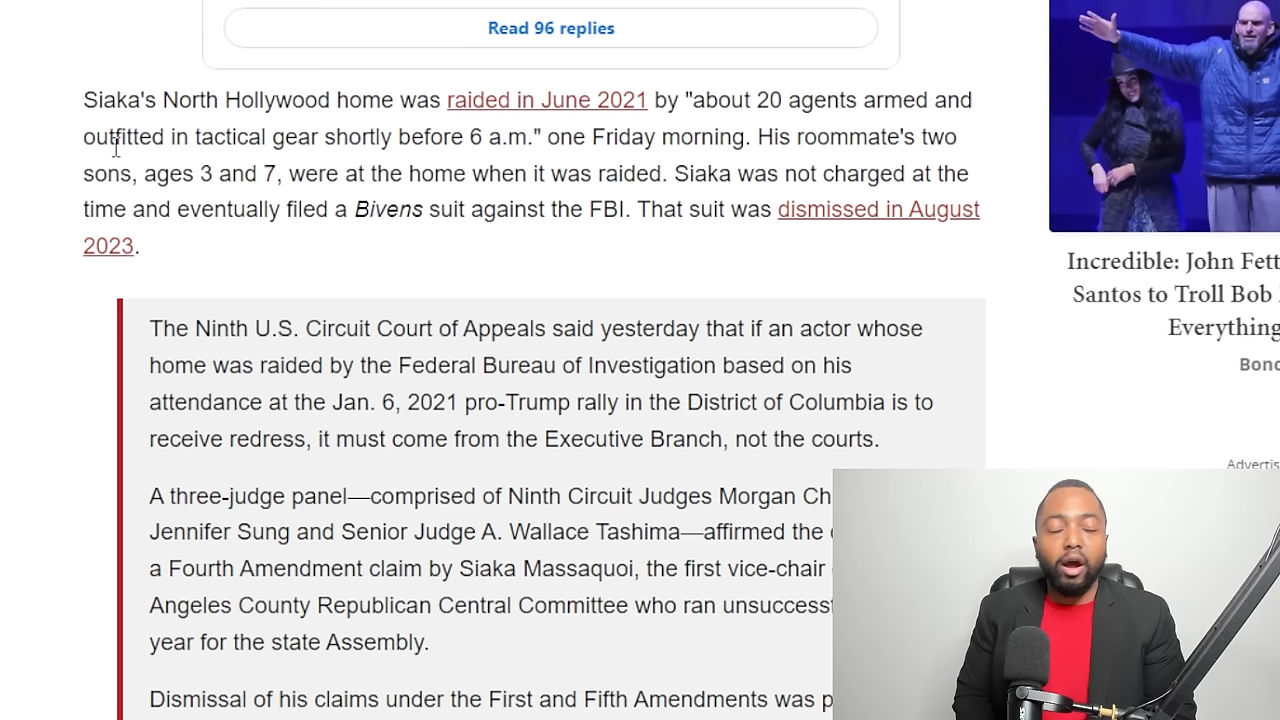 Read 96 replies
Siaka's North Hollywood home was raided in June 2021 by "about 20 agents armed and
outfitted in tactical gear shortly before 6 a.m." one Friday morning. His roommate's two
sons, ages 3 and 7, were at the home when it was raided. Siaka was not charged at the
time and eventually filed a Bivens suit against the FBI. That suit was dismissed in August
2023.
The Ninth U.S. Circuit Court of Appeals said yesterday that if an actor whose
home was raided by the Federal Bureau of Investigation based on his
attendance at the Jan. 6, 2021 pro-Trump rally in the District of Columbia is to
receive redress, it must come from the Executive Branch, not the courts.
A three-judge panel—comprised of Ninth Circuit Judges Morgan Ch
Jennifer Sung and Senior Judge A. Wallace Tashima—affirmed the
a Fourth Amendment claim by Siaka Massaquoi, the first vice-chair
Angeles County Republican Central Committee who ran unsuccessf
year for the state Assembly.
Dismissal of his claims under the First and Fifth Amendments was p
Incredible: John Fett
Santos to Troll Bob
Everything
Bonc
Advertis